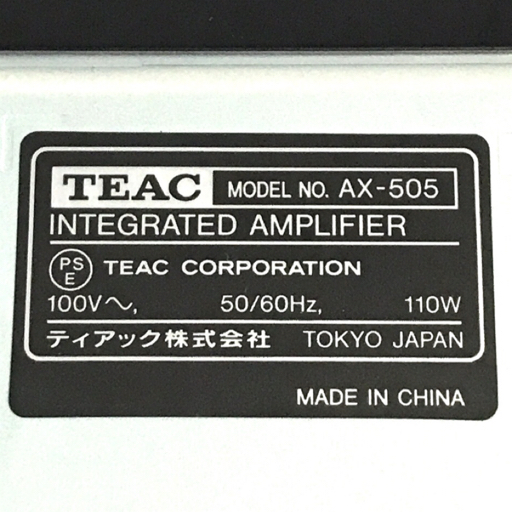 TEAC MODEL NO. AX-505
INTEGRATED AMPLIFIER
PS E TEAC CORPORATION
100V〜, 50/60Hz, 110W
ティアック株式会社 TOKYO JAPAN
MADE IN CHINA